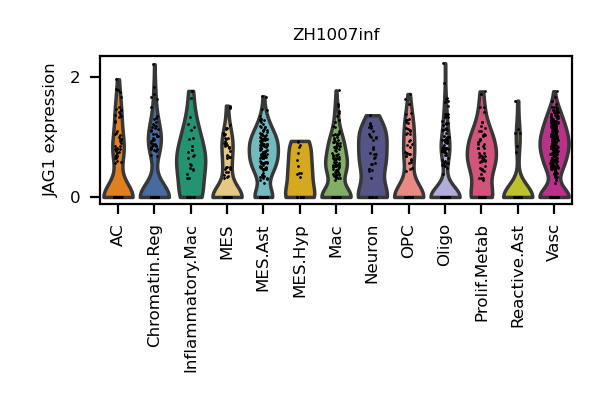 ZH1007inf
JAG1 expression
2
0
AC
Chromatin.Reg
Inflammatory.Mac
MES
MES.Ast
MES.Hyp
Mac
Neuron
OPC
Oligo
Prolif.Metab
Reactive.Ast
Vasc